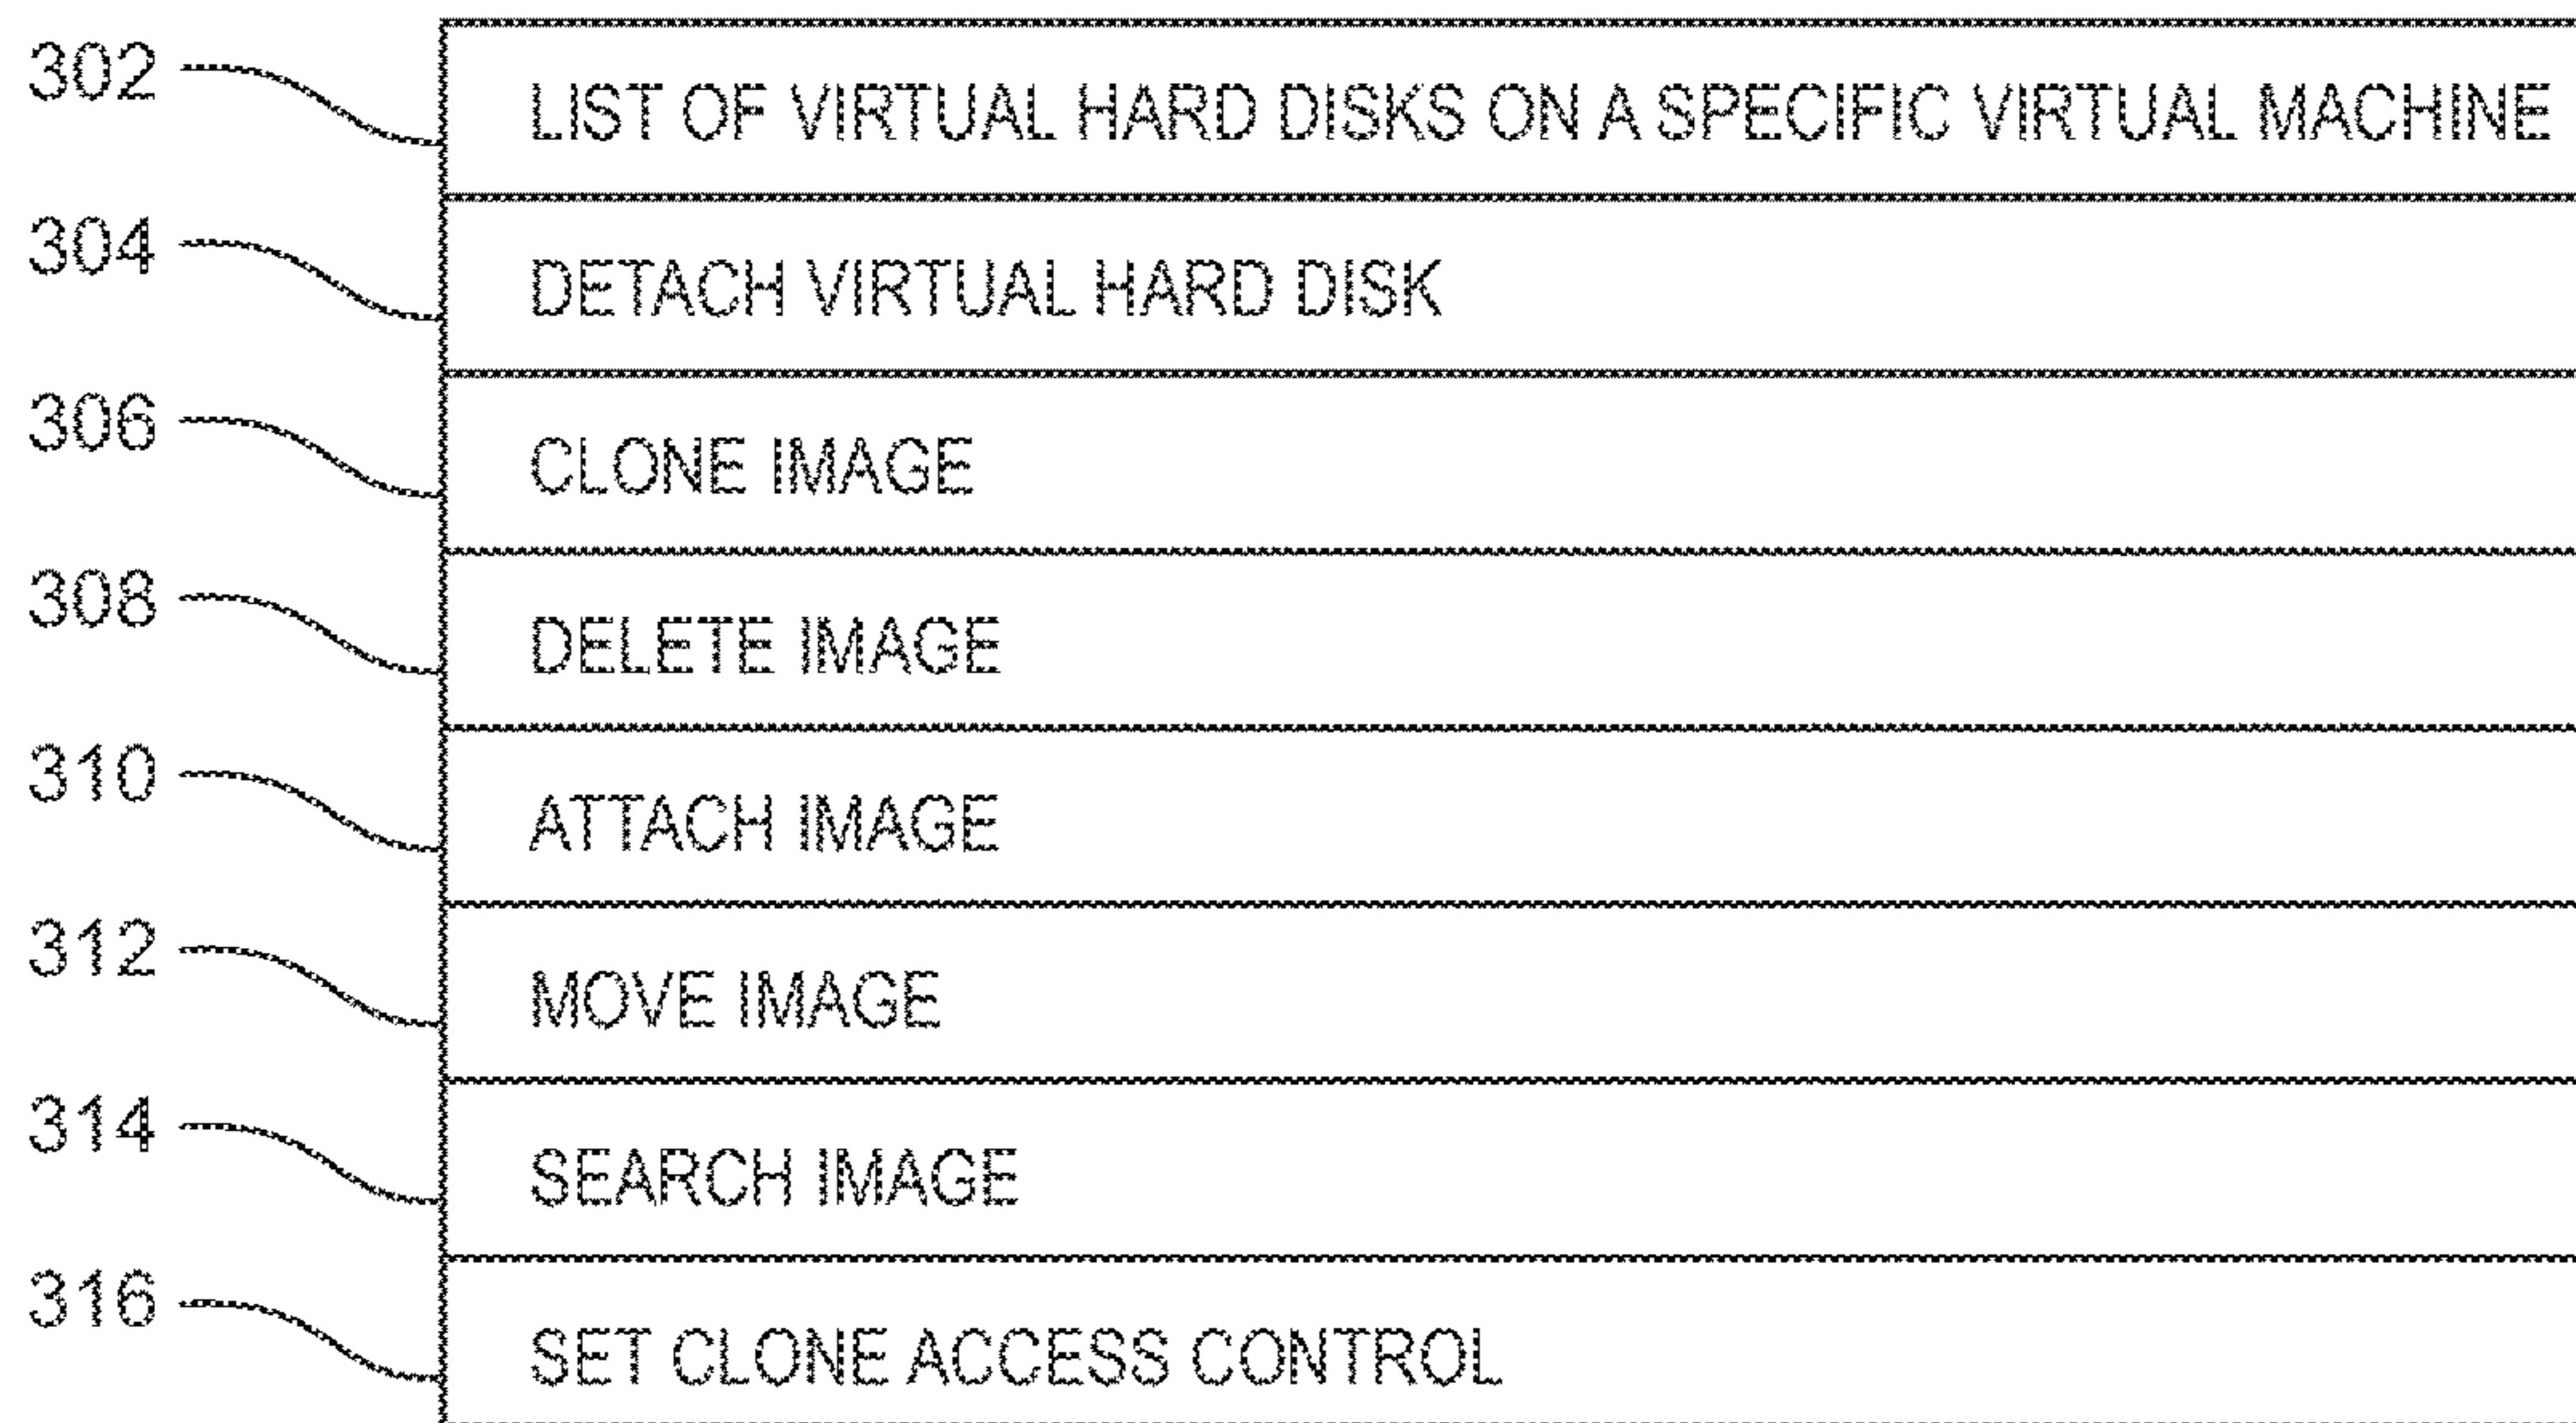 302 LIST OF VIRTUAL HARD DISKS ON A SPECIFIC VIRTUAL MACHINE
304 DETACH VIRTUAL HARD DISK
306 CLONE IMAGE
308 DELETE IMAGE
310 ATTACH IMAGE
312 MOVE IMAGE
314 SEARCH IMAGE
316 SET CLONE ACCESS CONTROL